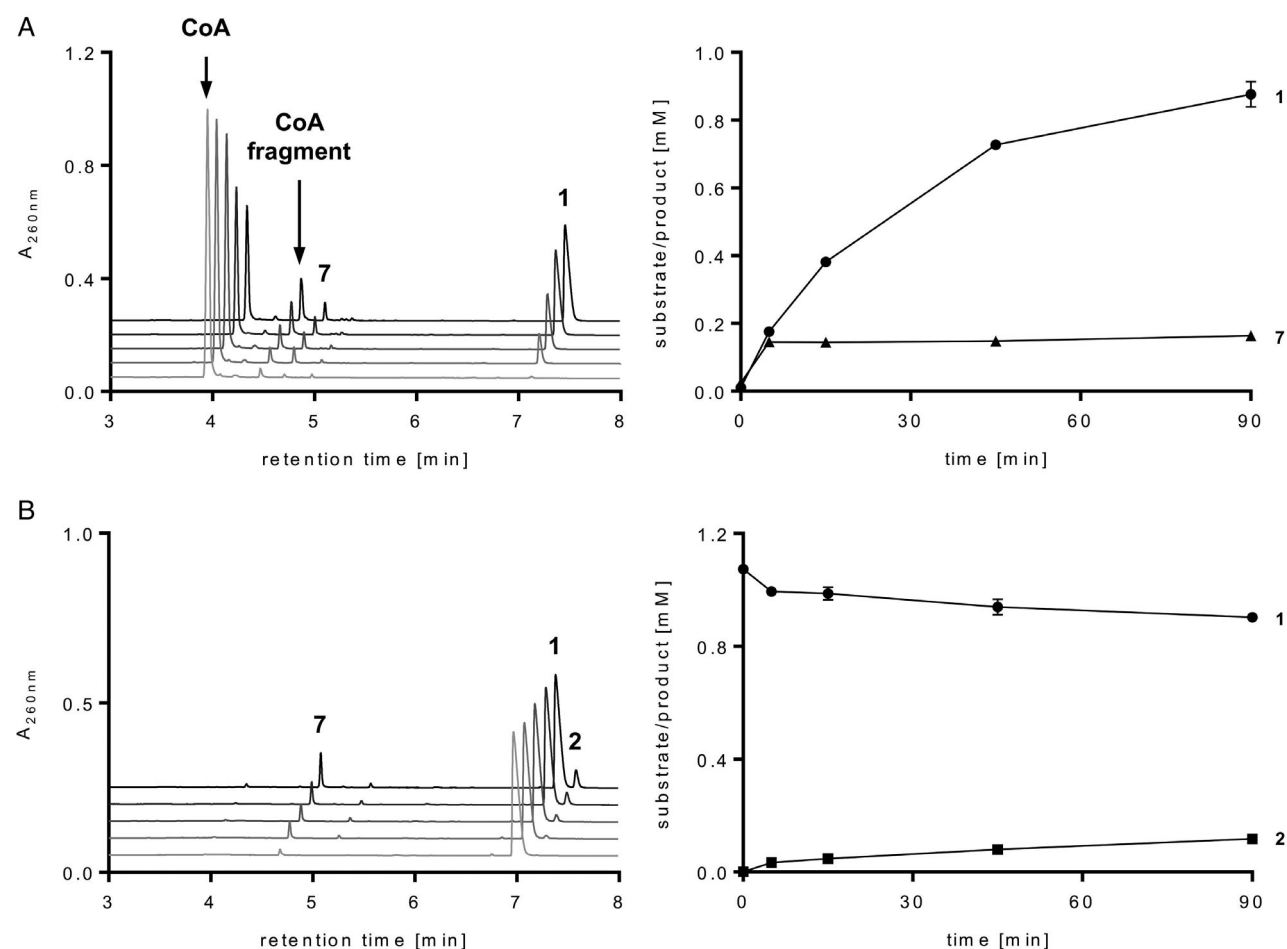 A
CoA
CoA
fragment
1
7
1.2
0.8
0.4
0.0
A260nm
3 4 5 6 7 8
retention time [min]
1.0
0.8
0.6
0.4
0.2
0.0
substrate/product [mM]
0 30 60 90
time [min]
1
7
B
1.0
0.5
0.0
A260nm
7
1
2
3 4 5 6 7 8
retention time [min]
1.2
0.8
0.4
0.0
substrate/product [mM]
0 30 60 90
time [min]
1
2